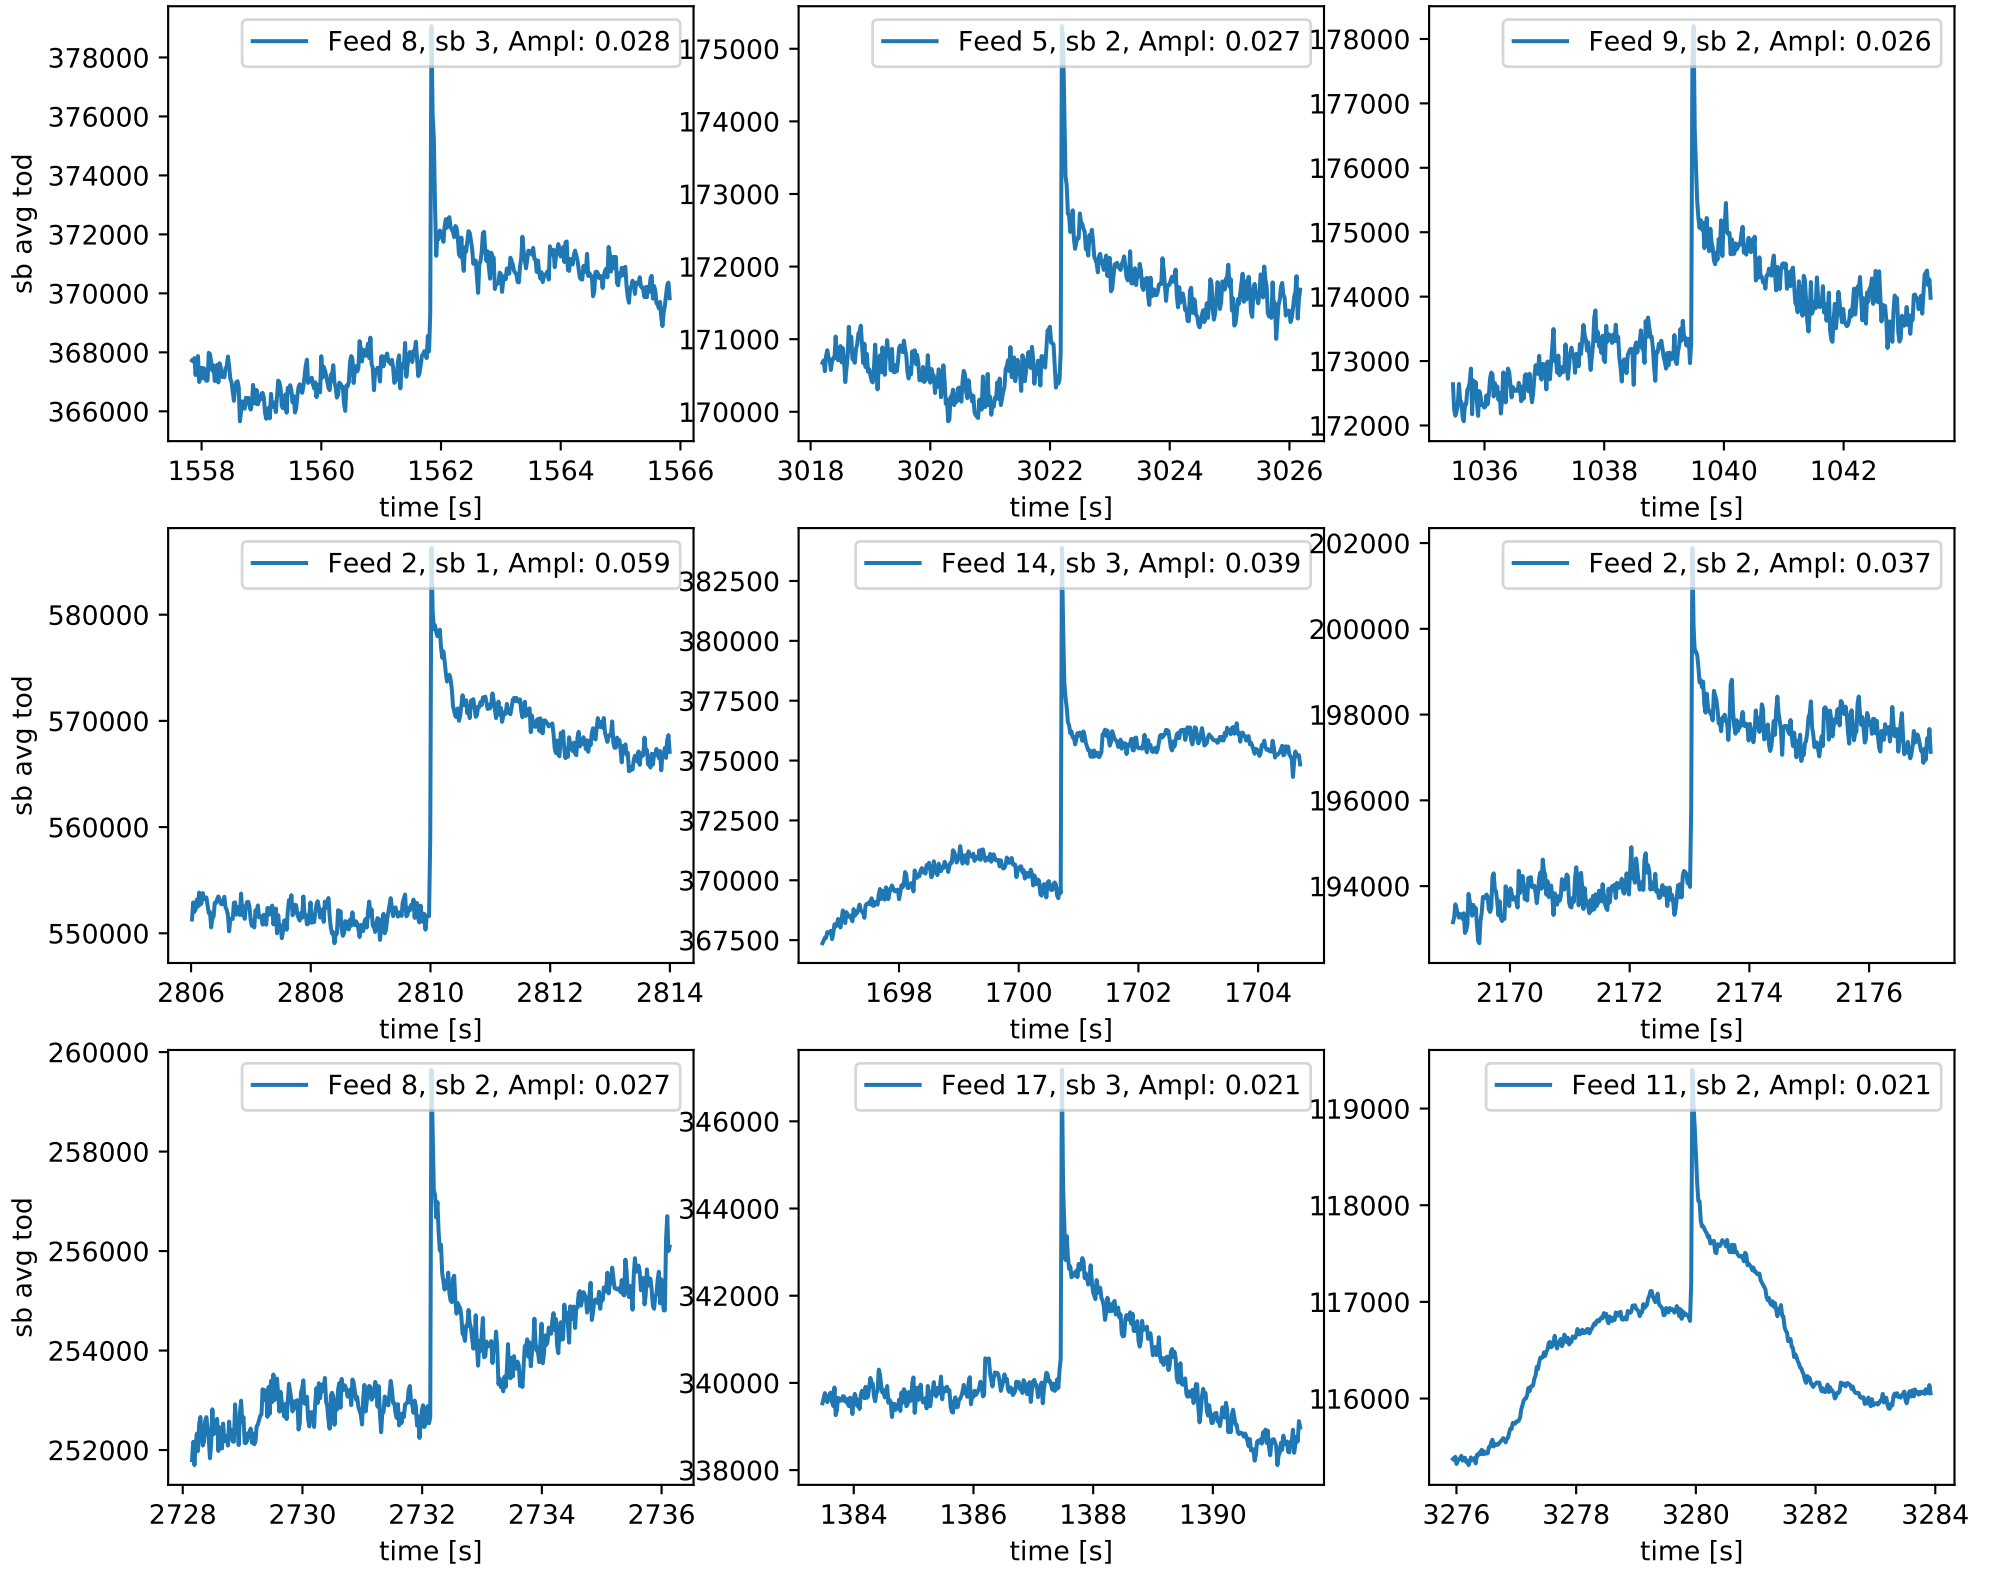 Feed 8, sb 3, Ampl: 0.028
378000
376000
374000
372000
370000
368000
366000
sb avg tod
1558 1560 1562 1564 1566
time [s]
Feed 5, sb 2, Ampl: 0.027
175000
174000
173000
172000
171000
170000
3018 3020 3022 3024 3026
time [s]
Feed 9, sb 2, Ampl: 0.026
178000
177000
176000
175000
174000
173000
172000
1036 1038 1040 1042
time [s]
Feed 2, sb 1, Ampl: 0.059
580000
570000
560000
550000
sb avg tod
2806 2808 2810 2812 2814
time [s]
Feed 14, sb 3, Ampl: 0.039
382500
380000
377500
375000
372500
370000
367500
1698 1700 1702 1704
time [s]
Feed 2, sb 2, Ampl: 0.037
202000
200000
198000
196000
194000
2170 2172 2174 2176
time [s]
Feed 8, sb 2, Ampl: 0.027
260000
258000
256000
254000
252000
sb avg tod
2728 2730 2732 2734 2736
time [s]
Feed 17, sb 3, Ampl: 0.021
346000
344000
342000
340000
338000
1384 1386 1388 1390
time [s]
Feed 11, sb 2, Ampl: 0.021
119000
118000
117000
116000
3276 3278 3280 3282 3284
time [s]